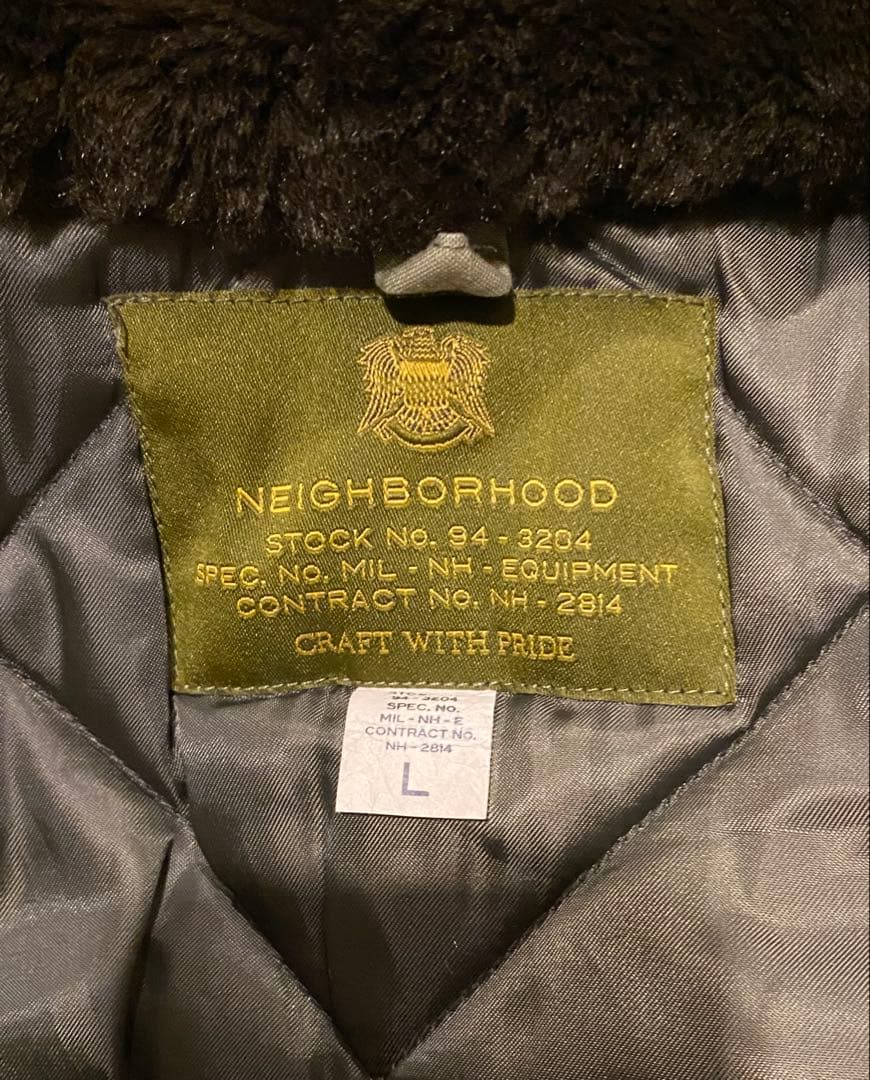 NEIGHBORHOOD
STOCK No. 94 - 3204
SPEC. No. MIL - NH - EQUIPMENT
CONTRACT No. NH - 2814
CRAFT WITH PRIDE
94 - 3204
SPEC. No.
MIL - NH - E
CONTRACT No.
NH - 2814
L